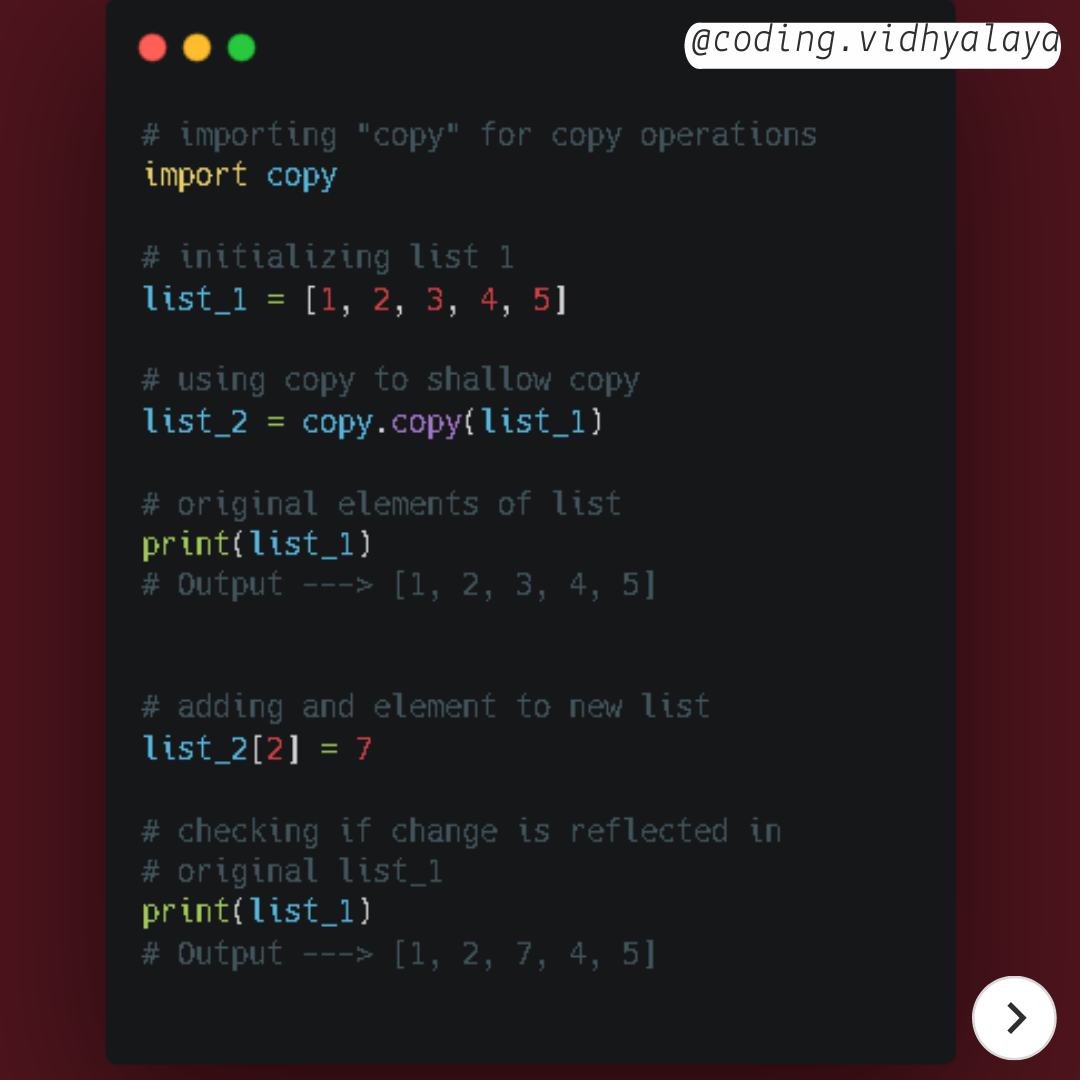 @coding.vidhyalaya
# importing "copy" for copy operations
import copy
# initializing list 1
list_1 = [1, 2, 3, 4, 5]
# using copy to shallow copy
list_2 = copy.copy(list_1)
# original elements of list
print(list_1)
# Output ---> [1, 2, 3, 4, 5]
# adding and element to new list
list_2[2] = 7
# checking if change is reflected in
# original list_1
print(list_1)
# Output ---> [1, 2, 7, 4, 5]